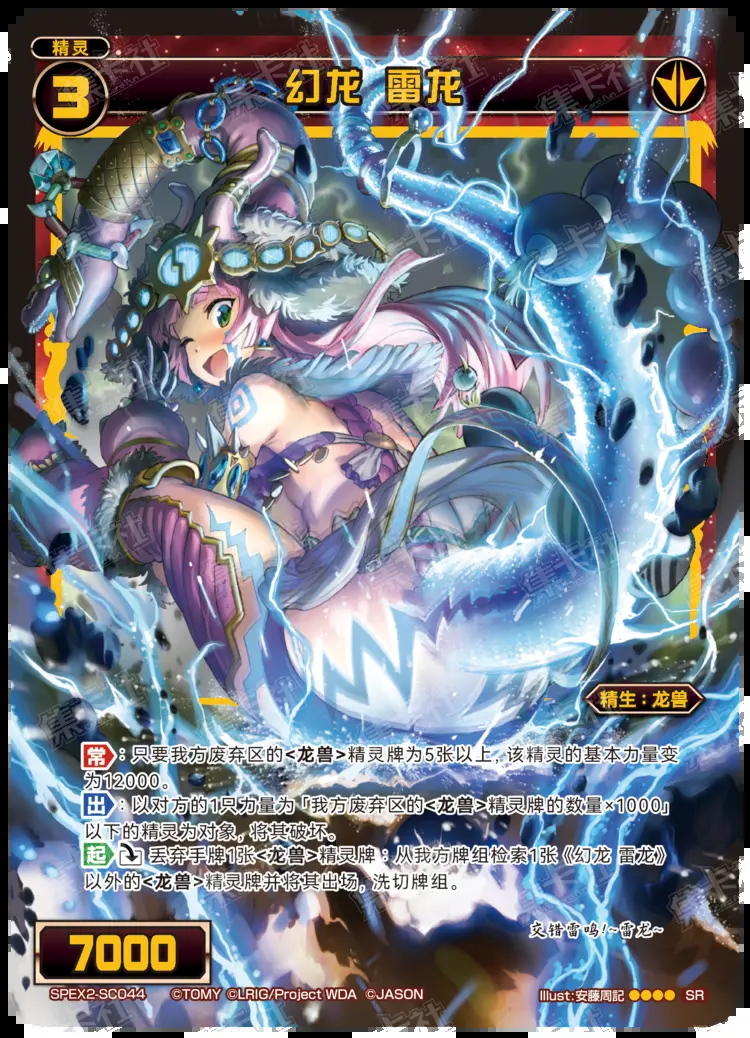 精灵
3
幻龙 雷龙
精生：龙兽
常：只要我方废弃区的<龙兽>精灵牌为5张以上，该精灵的基本力量变
为12000。
出：以对方的1只力量为「我方废弃区的<龙兽>精灵牌的数量×1000」
以下的精灵为对象，将其破坏。
起 丢弃手牌1张<龙兽>精灵牌：从我方牌组检索1张《幻龙 雷龙》
以外的<龙兽>精灵牌并将其出场，洗切牌组。
交错雷鸣!~雷龙~
7000
SPEX2-SC044 ©TOMY ©LRIG/Project WDA ©JASON Illust:安藤周記 SR
集卡社